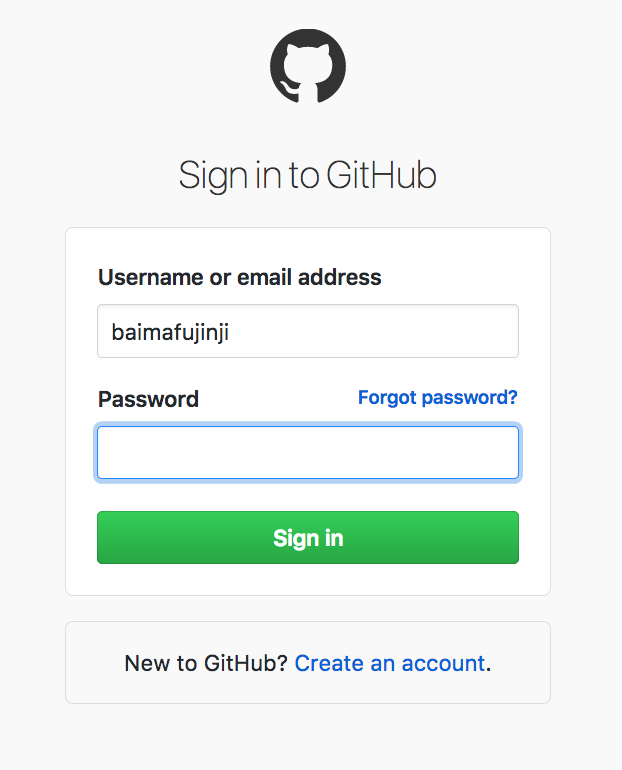 Sign in to GitHub
Username or email address
baimafujinji
Password Forgot password?
Sign in
New to GitHub? Create an account.